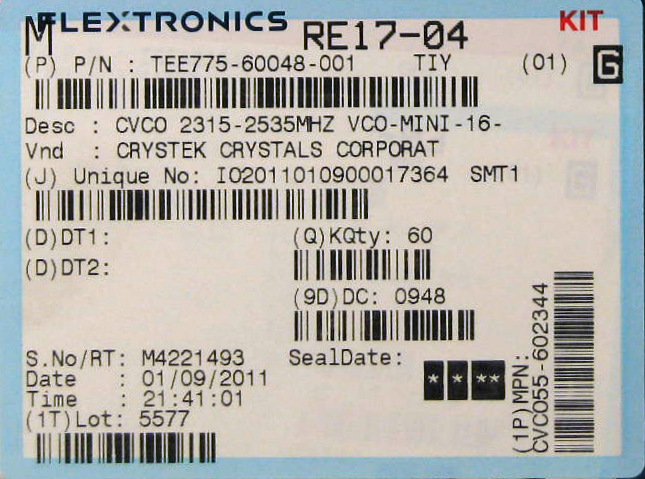 FLEXTRONICS KIT
M RE17-04
(P) P/N : TEE775-60048-001 TIY (01) G
Desc : CVCO 2315-2535MHZ VCO-MINI-16-
Vnd : CRYSTEK CRYSTALS CORPORAT
(J) Unique No: IO2011010900017364 SMT1
(D)DT1: (Q)KQty: 60
(D)DT2:
(9D)DC: 0948
S.No/RT: M4221493 SealDate:
Date : 01/09/2011 * * **
Time : 21:41:01
(1T)Lot: 5577
(1P)MPN:
CVCO55-602344